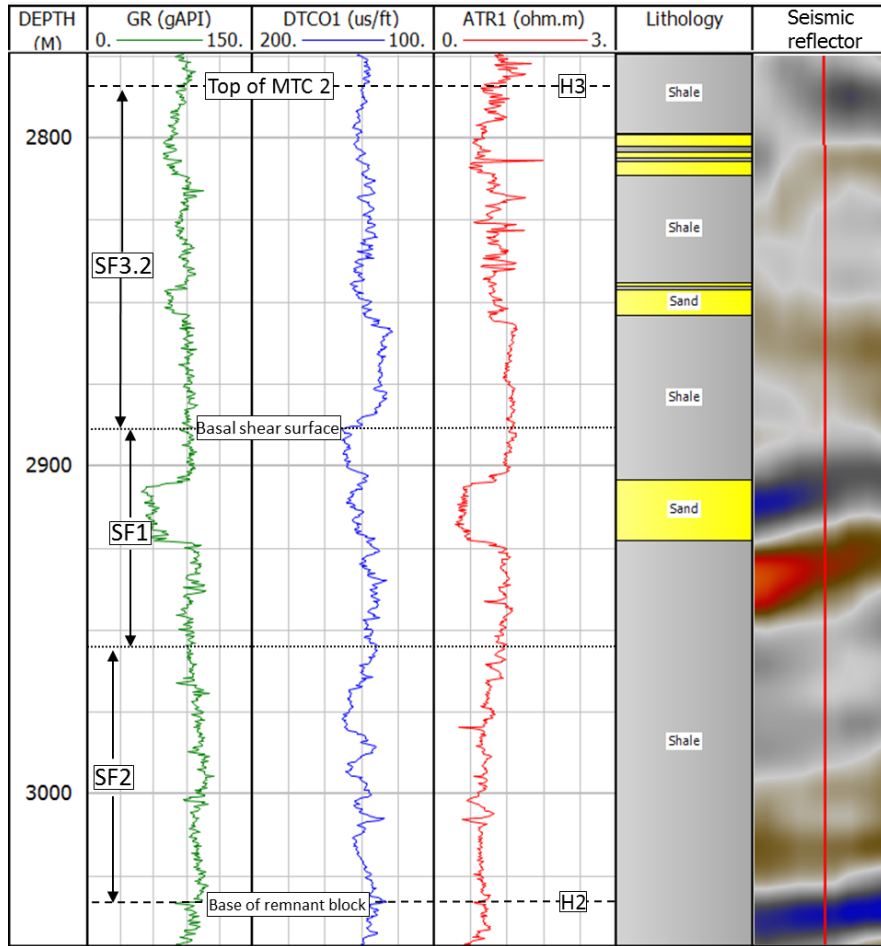 DEPTH
(M)
GR (gAPI)
0. 150.
DTCO1 (us/ft)
200. 100.
ATR1 (ohm.m)
0. 3.
Lithology
Seismic
reflector
Top of MTC 2
H3
Shale
2800
Shale
SF3.2
Sand
Shale
Basal shear surface
2900
Sand
SF1
Shale
SF2
3000
Base of remnant block
H2